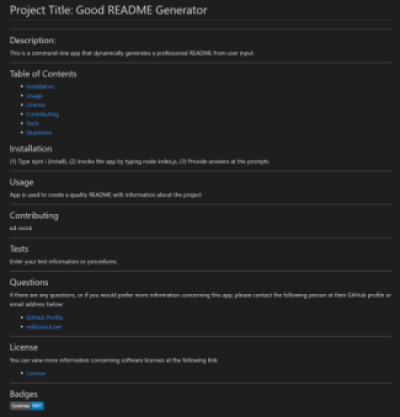 Project Title: Good README Generator
Description:
This is a command-line app that dynamically generates a professional README from user input.
Table of Contents
Installation
Usage
License
Contributing
Tests
Questions
Installation
(1) Type npm i (install), (2) Invoke the app by typing node index.js, (3) Provide answers at the prompts
Usage
App is used to create a quality README with information about the project
Contributing
Tests
Enter your test information or procedures.
Questions
If there are any questions, or if you would prefer more information concerning this app, please contact the following person at their GitHub profile or
email address below:
GitHub Profile
License
You can view more information concerning software licenses at the following link:
License
Badges
License MIT